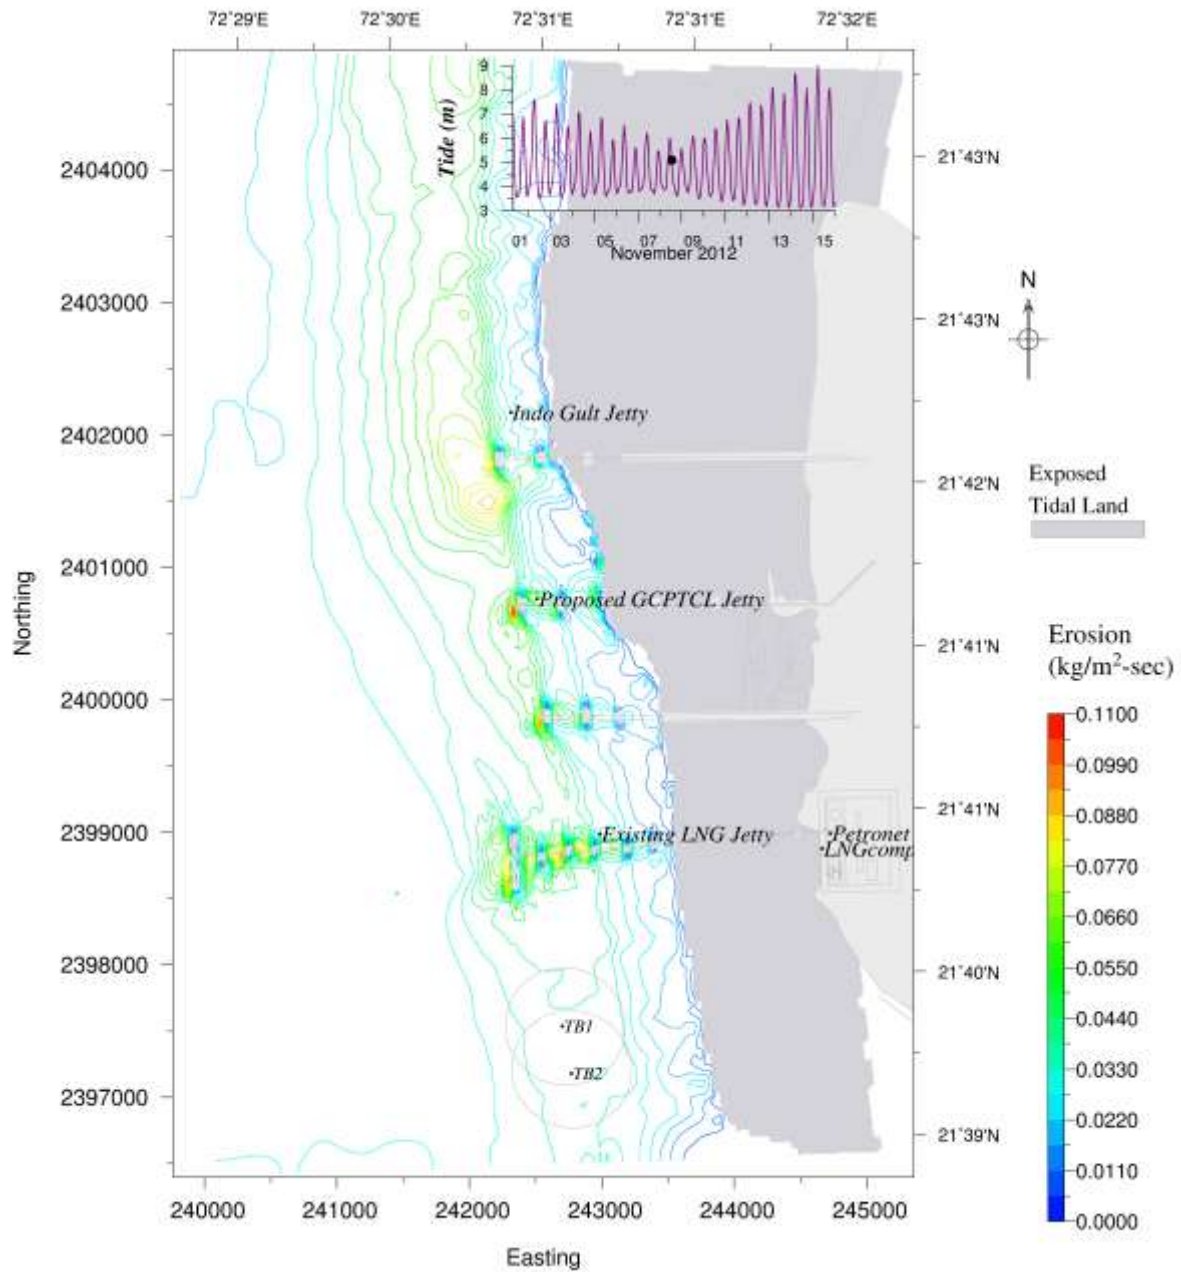 72°29'E 72°30'E 72°31'E 72°31'E 72°32'E
9
8
7
6
5
4
3
Tide (m)
01 03 05 07 09 11 13 15
November 2012
2404000
2403000
2402000
2401000
2400000
2399000
2398000
2397000
Northing
21°43'N
21°43'N
21°42'N
21°41'N
21°41'N
21°40'N
21°39'N
N
Indo Gult Jetty
Proposed GCPTCL Jetty
Existing LNG Jetty
Petronet
LNGcomp
TB1
TB2
Exposed
Tidal Land
Erosion
(kg/m²-sec)
0.1100
0.0990
0.0880
0.0770
0.0660
0.0550
0.0440
0.0330
0.0220
0.0110
0.0000
240000 241000 242000 243000 244000 245000
Easting